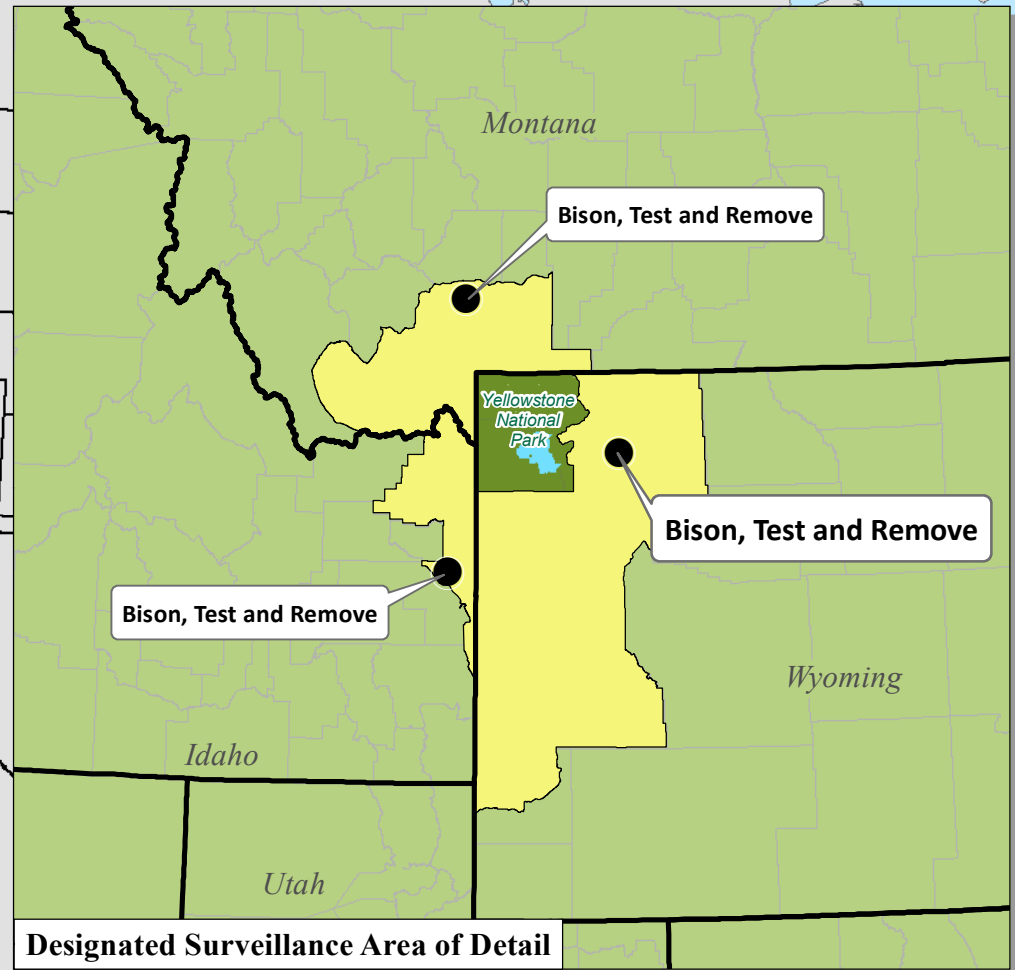 Montana
Bison, Test and Remove
Yellowstone
National
Park
Bison, Test and Remove
Bison, Test and Remove
Wyoming
Idaho
Utah
Designated Surveillance Area of Detail